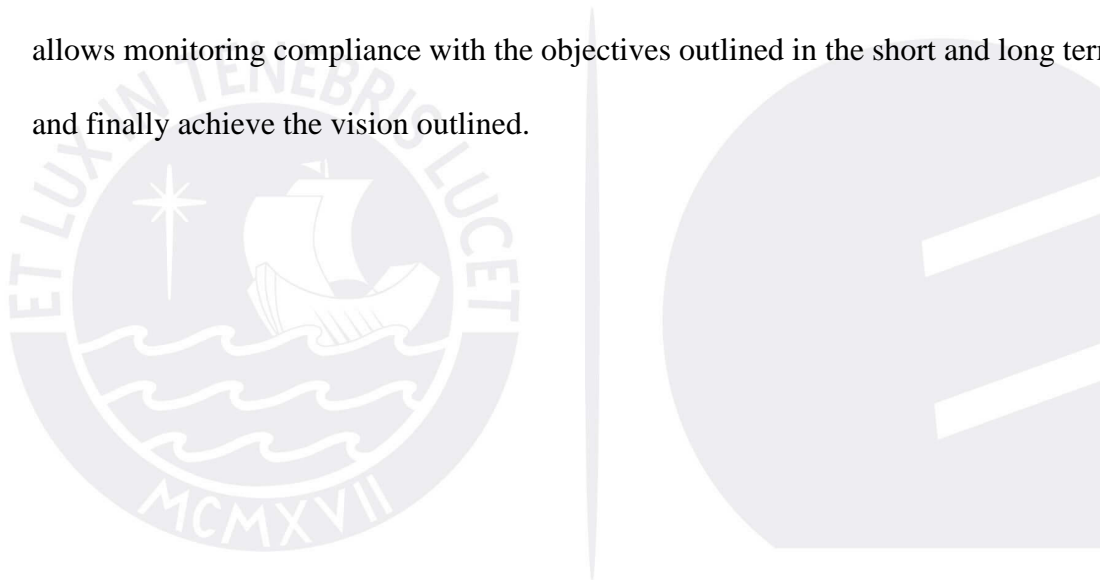 allows monitoring compliance with the objectives outlined in the short and long
and finally achieve the vision outlined.
ET LUX IN TENEBRIS LUCET
MCMXVII